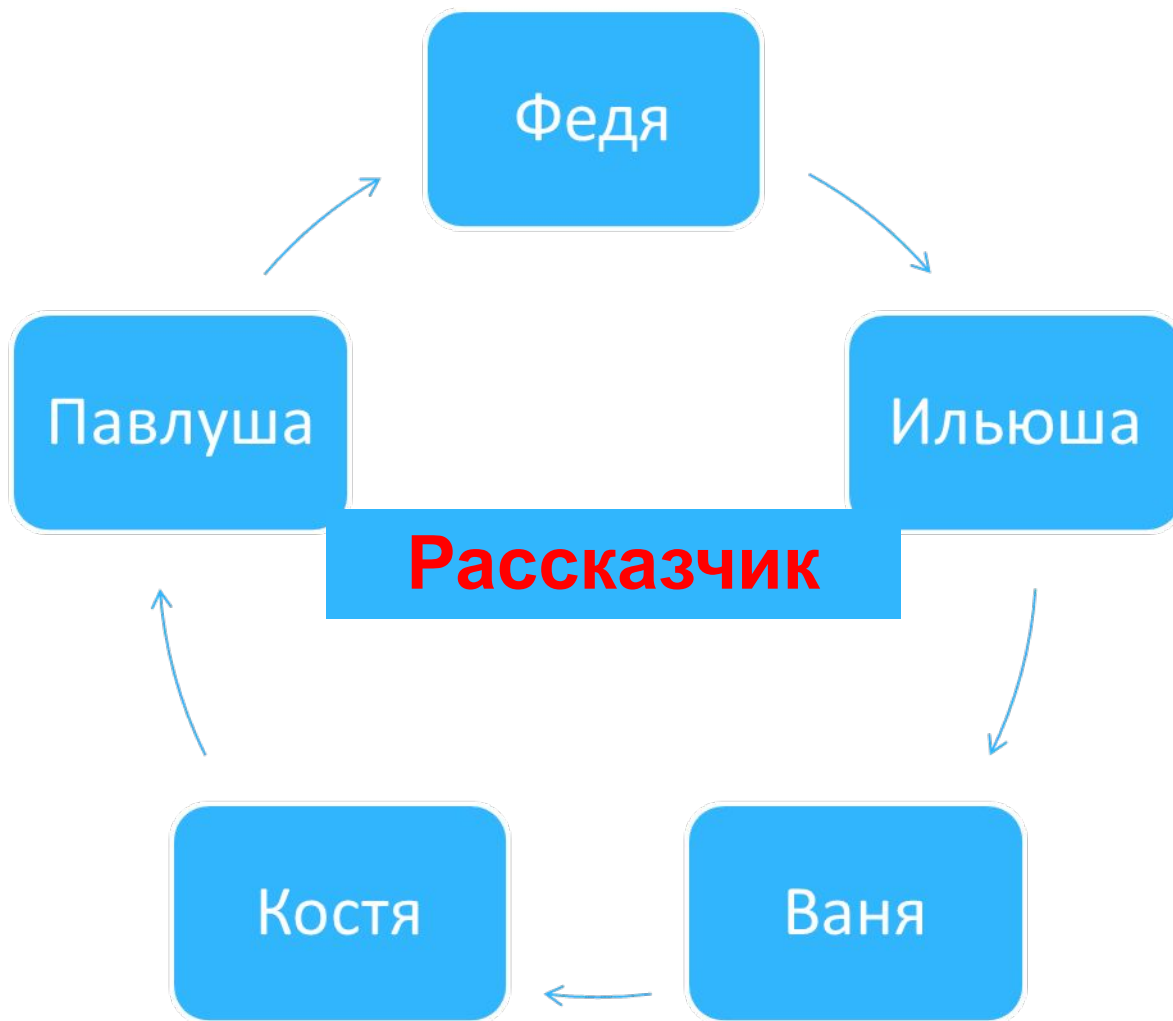 Федя
Павлуша
Ильюша
Рассказчик
Костя
Ваня